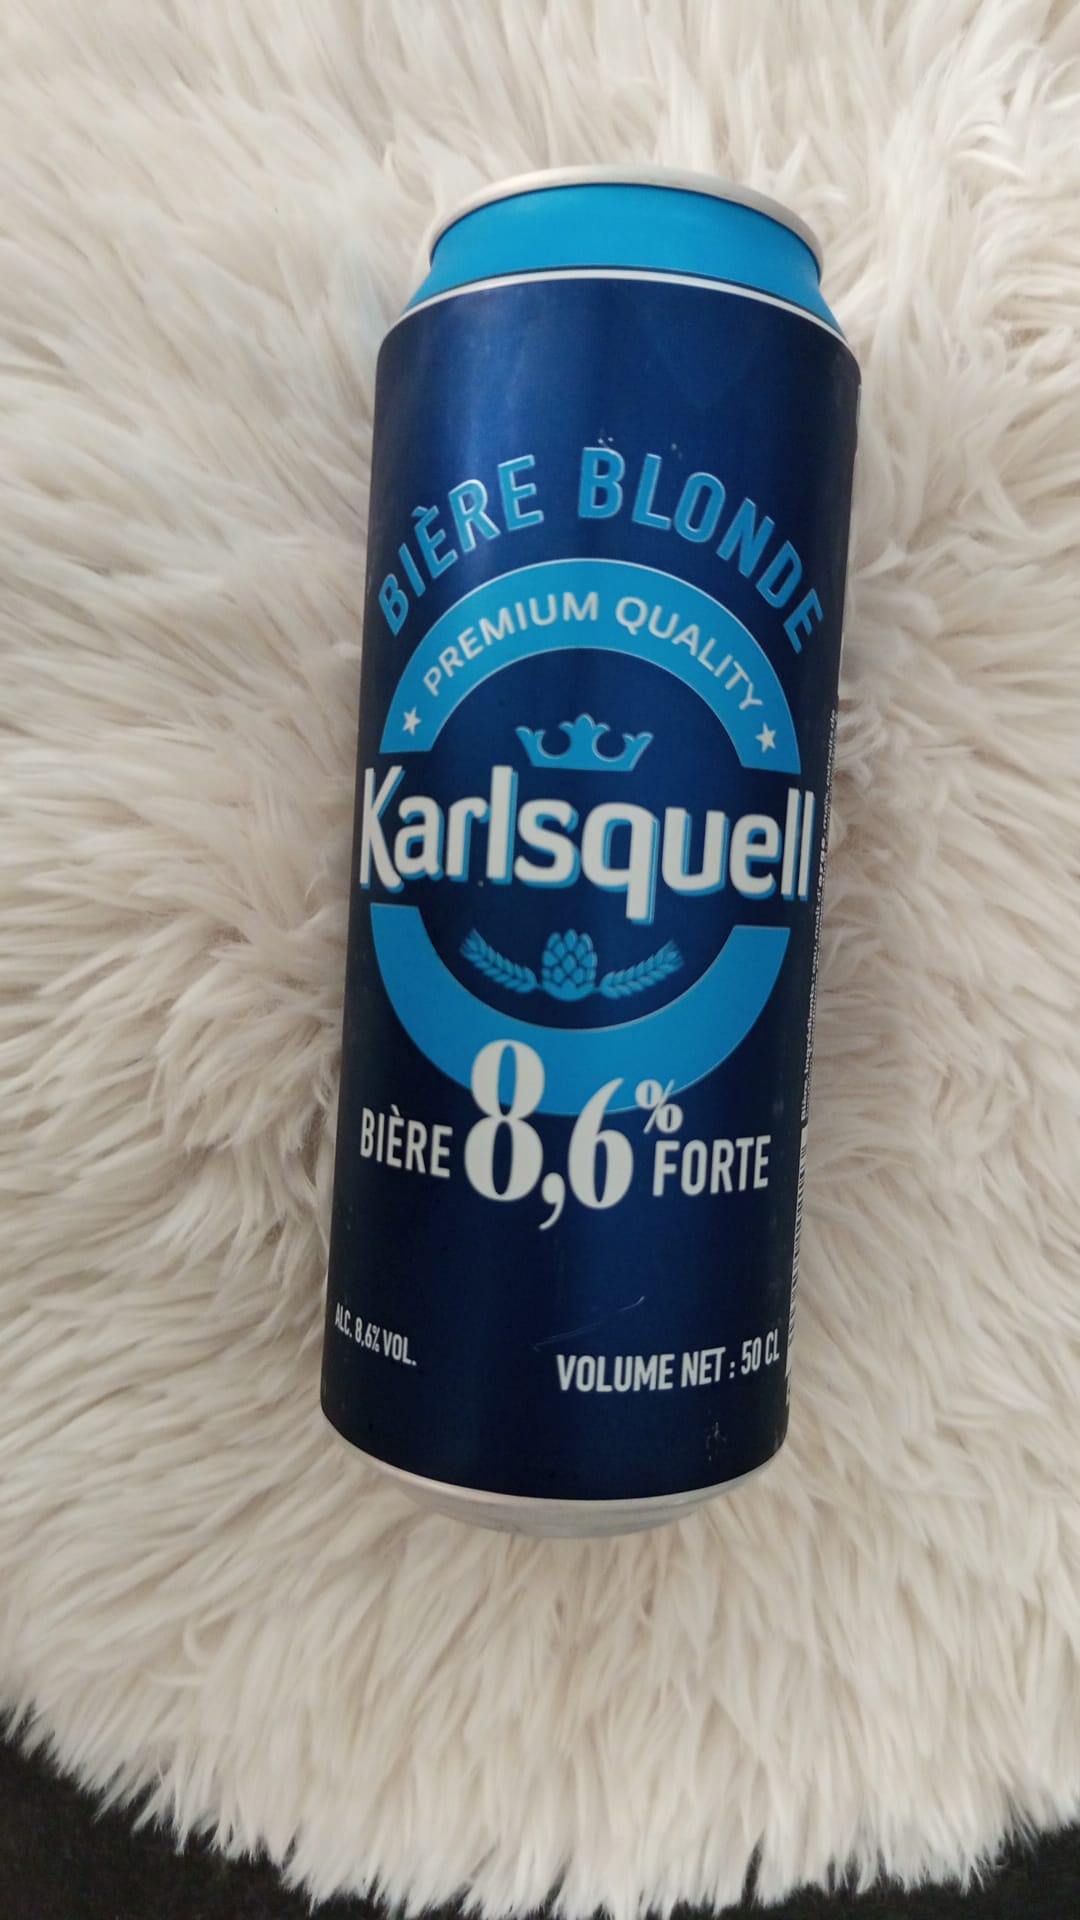 BIÈRE BLONDE
PREMIUM QUALITY
Karlsquell
BIÈRE 8,6% FORTE
ALC. 8,6% VOL.
VOLUME NET : 50 CL